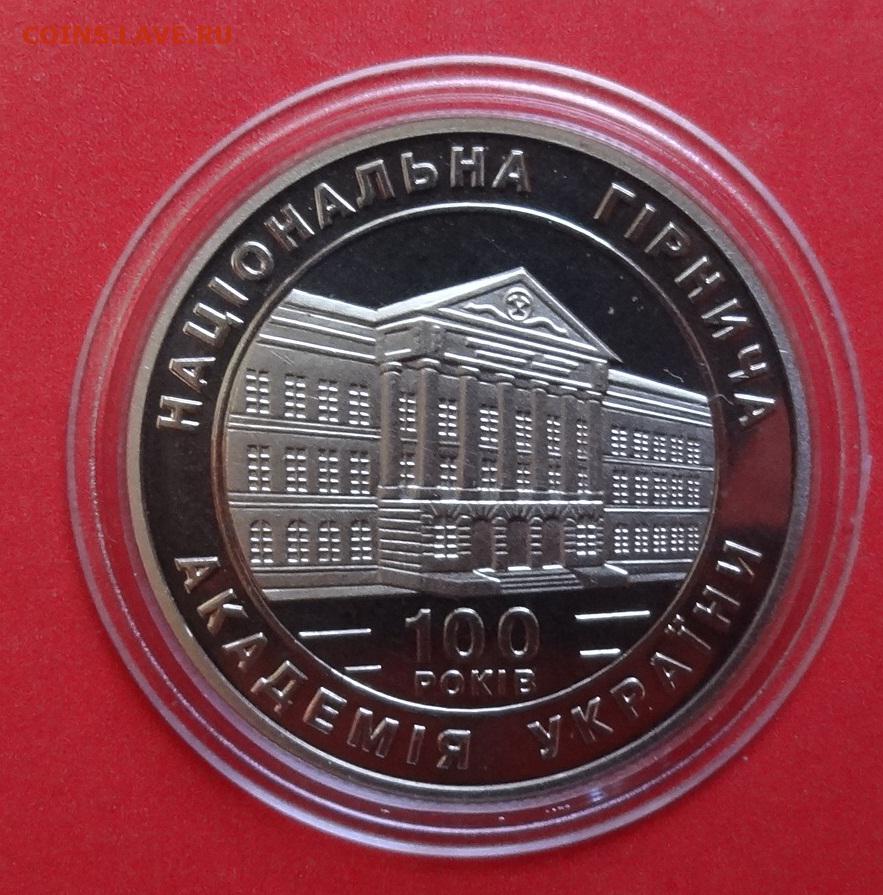 COINS.LAVE.RU
НАЦІОНАЛЬНА ГІРНИЧА
АКАДЕМІЯ УКРАЇНИ
100
РОКІВ